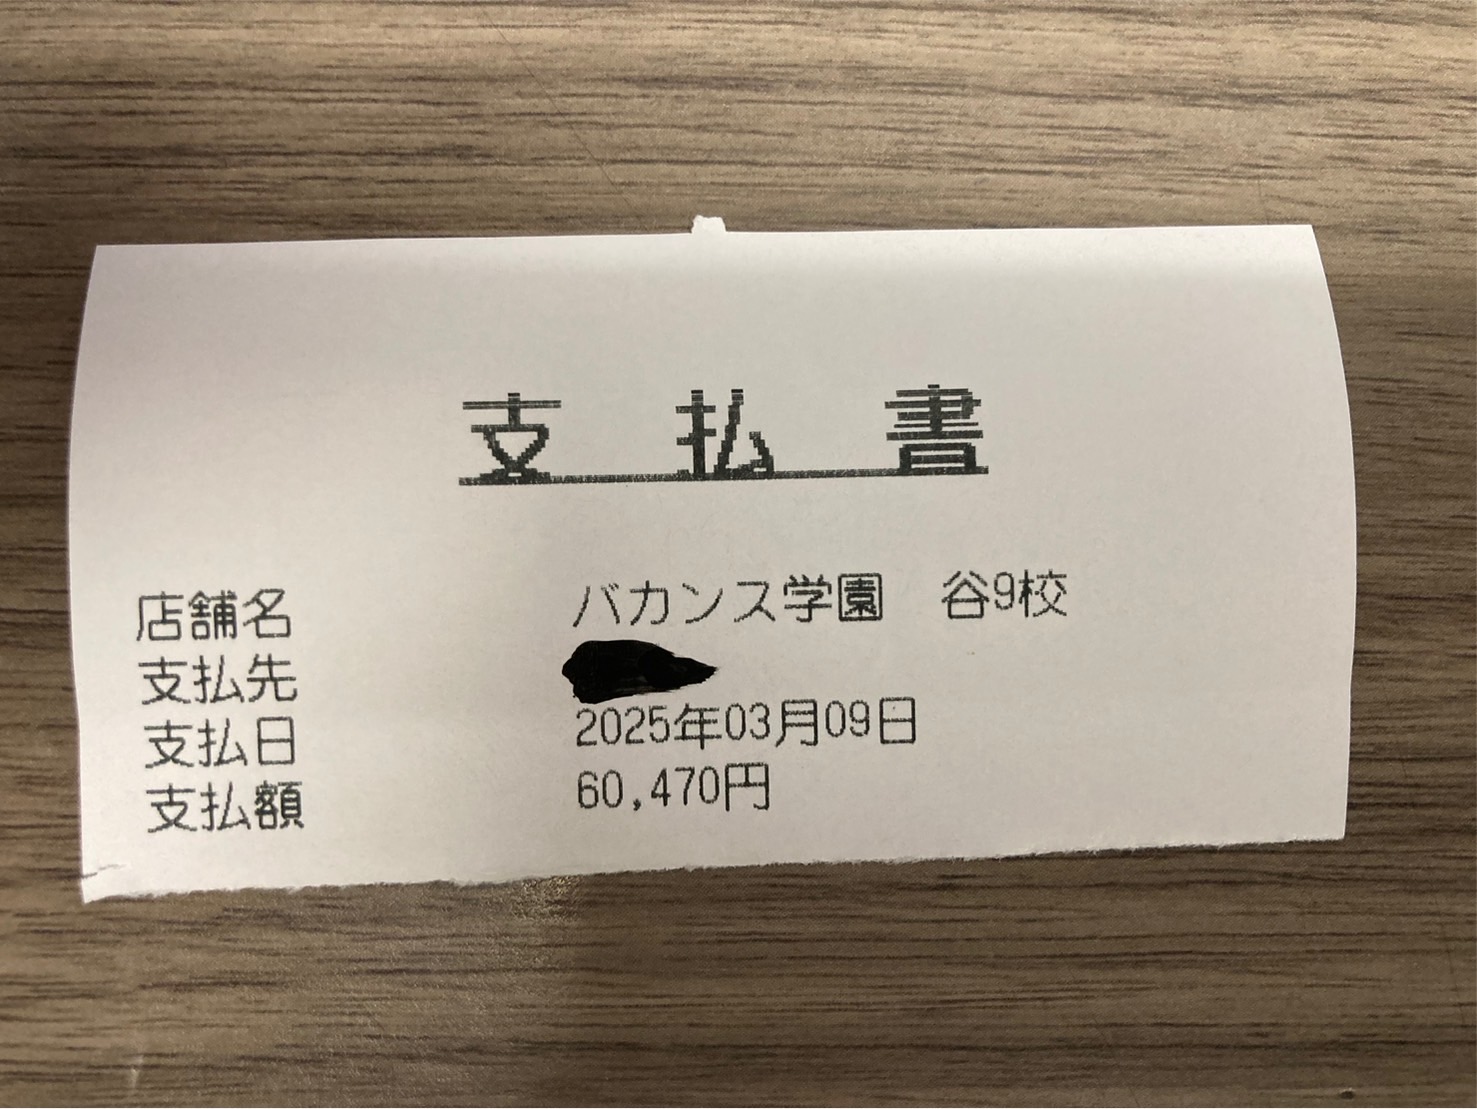 支　払　書
店舗名　バカンス学園　谷9校
支払先
支払日　2025年03月09日
支払額　60,470円